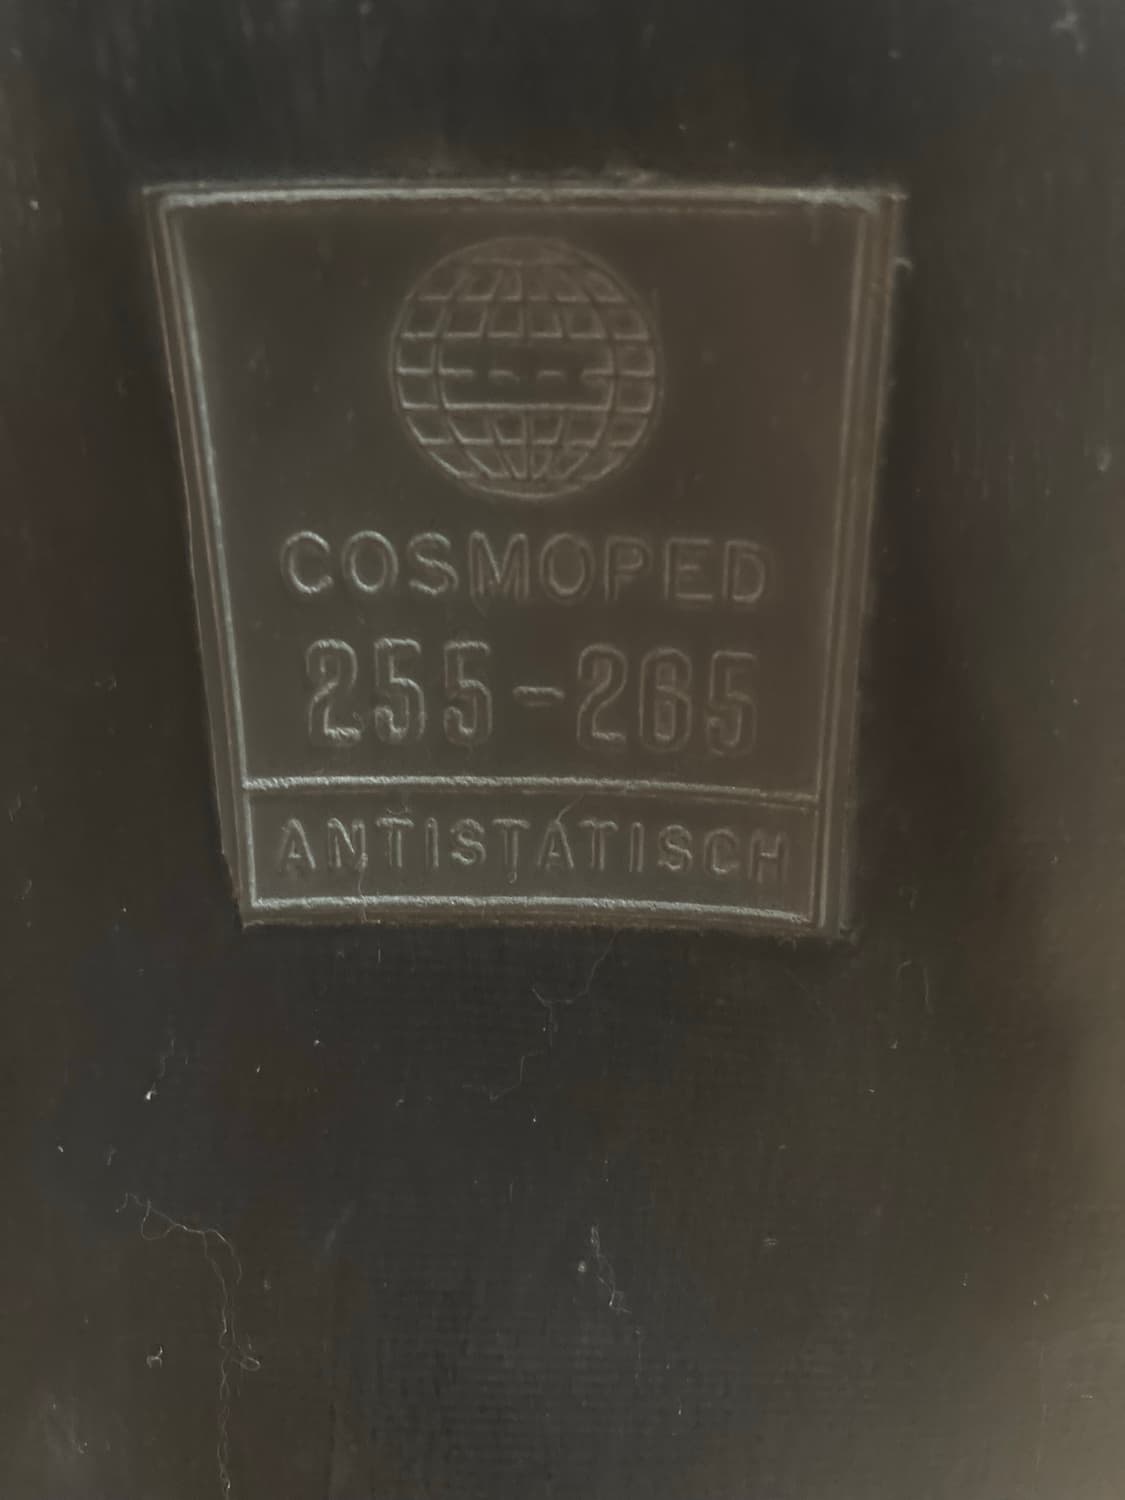 COSMOPED
255-265
ANTISTATISCH